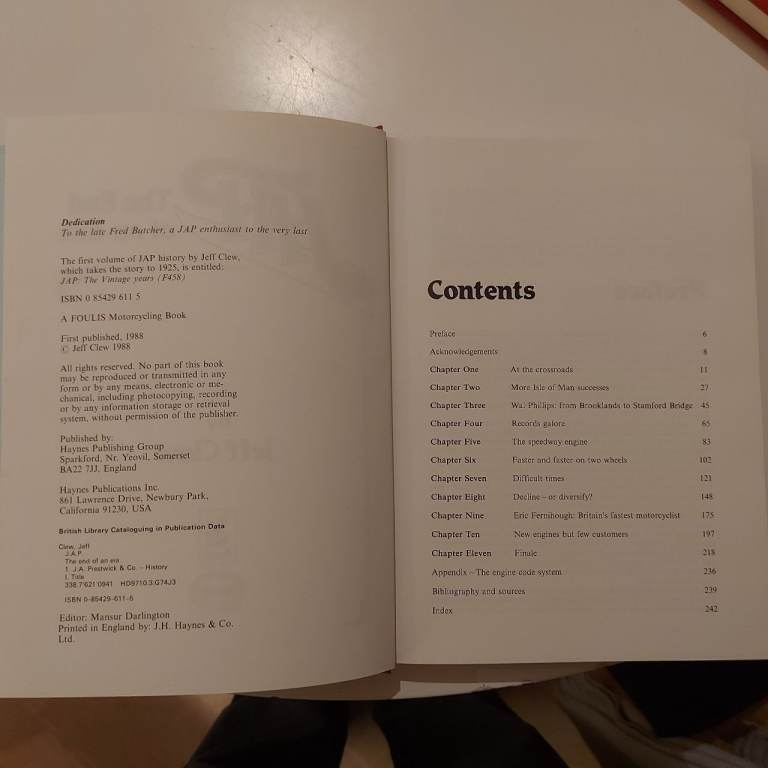 Dedication
To the late Fred Butcher, a JAP enthusiast to the very last
The first volume of JAP history by Jeff Clew,
which takes the story to 1925, is entitled:
JAP: The Vintage years (F458)
ISBN 0 85429 611 5
A FOULIS Motorcycling Book
First published, 1988
© Jeff Clew 1988
All rights reserved. No part of this book
may be reproduced or transmitted in any
form or by any means, electronic or me-
chanical, including photocopying, recording
or by any information storage or retrieval
system, without permission of the publisher.
Published by:
Haynes Publishing Group
Sparkford, Nr. Yeovil, Somerset
BA22 7JJ, England
Haynes Publications Inc.
861 Lawrence Drive, Newbury Park,
California 91320, USA
British Library Cataloguing in Publication Data
Clew, Jeff
J.A.P.
The end of an era
1. J.A. Prestwick & Co. - History
I. Title
338.7'621'0941 HD9710.3.G74J3
ISBN 0-85429-611-5
Editor: Mansur Darlington
Printed in England by: J.H. Haynes & Co.
Ltd.
Contents
Preface 6
Acknowledgements 8
Chapter One At the crossroads 11
Chapter Two More Isle of Man successes 27
Chapter Three Wal Phillips: from Brooklands to Stamford Bridge 45
Chapter Four Records galore 65
Chapter Five The speedway engine 83
Chapter Six Faster and faster on two wheels 102
Chapter Seven Difficult times 121
Chapter Eight Decline – or diversify? 148
Chapter Nine Eric Fernihough: Britain's fastest motorcyclist 175
Chapter Ten New engines but few customers 197
Chapter Eleven Finale 218
Appendix – The engine code system 236
Bibliography and sources 239
Index 242